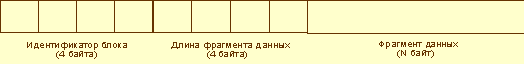 Идентификатор блока
(4 байта)
Длина фрагмента данных
(4 байта)
Фрагмент данных
(N байт)